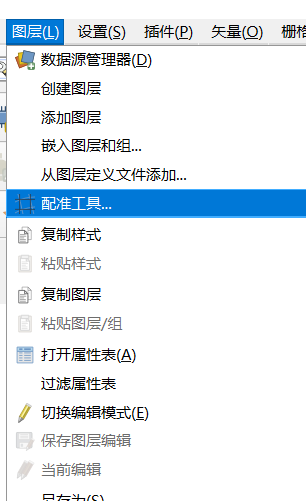 图层(L) 设置(S) 插件(P) 矢量(O) 栅格
数据源管理器(D)
创建图层
添加图层
嵌入图层和组...
从图层定义文件添加...
配准工具...
复制样式
粘贴样式
复制图层
粘贴图层/组
打开属性表(A)
过滤属性表
切换编辑模式(E)
保存图层编辑
当前编辑
另存为(S)